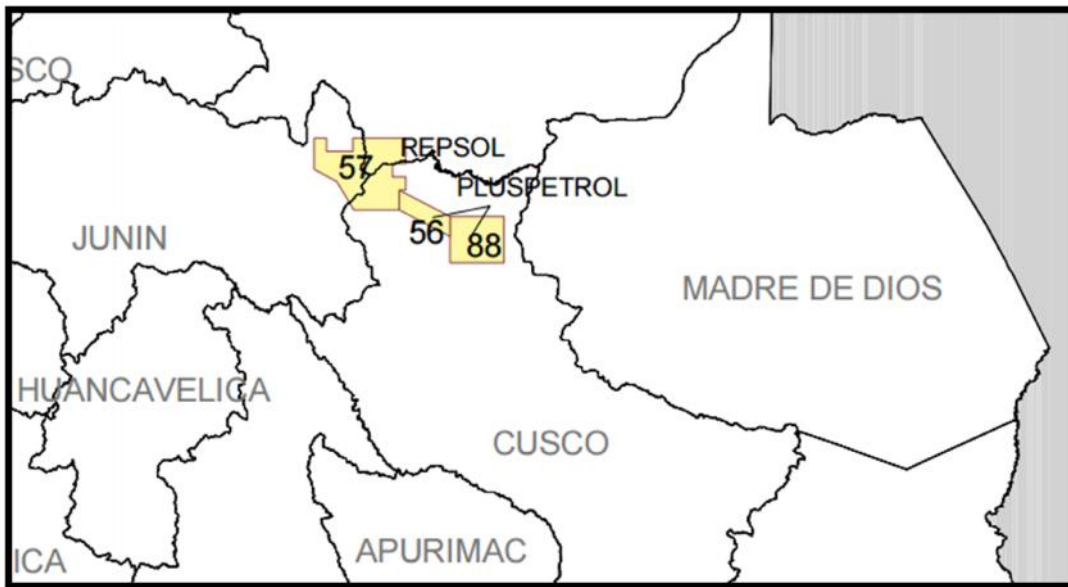 SCO
REPSOL
57
PLUSPETROL
56
88
JUNIN
MADRE DE DIOS
HUANCAVELICA
CUSCO
APURIMAC
ICA